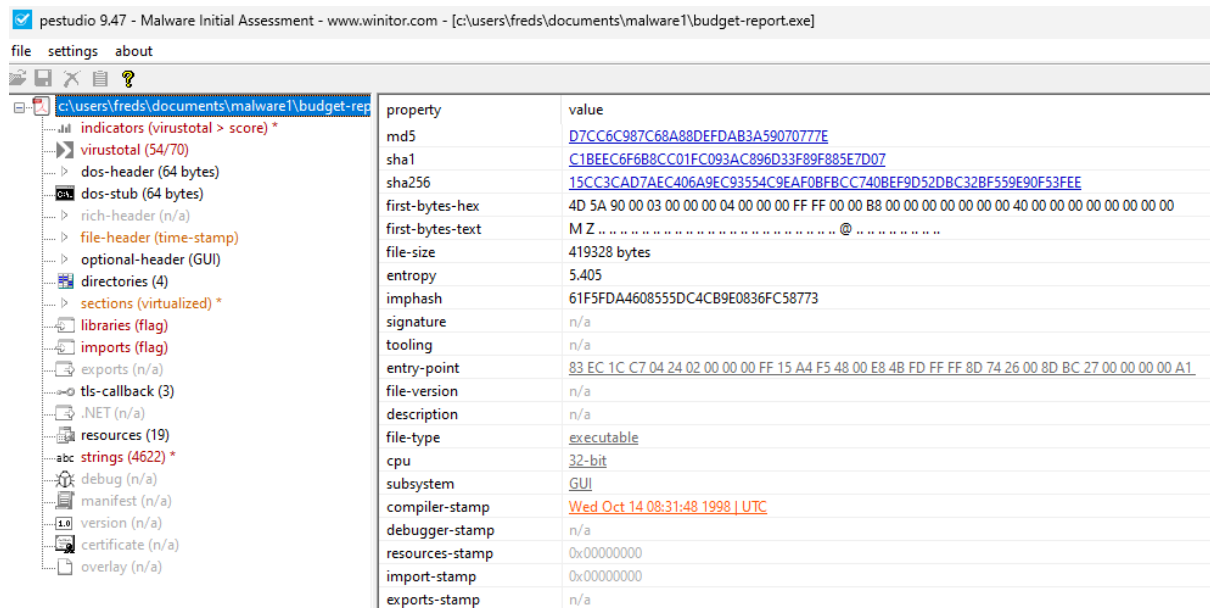 pestudio 9.47 - Malware Initial Assessment - www.winitor.com - [c:\users\freds\documents\malware1\budget-report.exe]
file settings about
c:\users\freds\documents\malware1\budget-rep
indicators (virustotal > score) *
virustotal (54/70)
dos-header (64 bytes)
dos-stub (64 bytes)
rich-header (n/a)
file-header (time-stamp)
optional-header (GUI)
directories (4)
sections (virtualized) *
libraries (flag)
imports (flag)
exports (n/a)
tls-callback (3)
.NET (n/a)
resources (19)
abc strings (4622) *
debug (n/a)
manifest (n/a)
1.0 version (n/a)
certificate (n/a)
overlay (n/a)
property value
md5 D7CC6C987C68A88DEFDAB3A59070777E
sha1 C1BEEC6F6B8CC01FC093AC896D33F89F885E7D07
sha256 15CC3CAD7AEC406A9EC93554C9EAF0BFBCC740BEF9D52DBC32BF559E90F53FEE
first-bytes-hex 4D 5A 90 00 03 00 00 00 04 00 00 00 FF FF 00 00 B8 00 00 00 00 00 00 00 40 00 00 00 00 00 00 00
first-bytes-text M Z .. .. .. .. .. .. .. .. .. .. .. .. .. .. .. .. .. .. .. .. .. .. @ .. .. .. .. .. .. ..
file-size 419328 bytes
entropy 5.405
imphash 61F5FDA4608555DC4CB9E0836FC58773
signature n/a
tooling n/a
entry-point 83 EC 1C C7 04 24 02 00 00 00 FF 15 A4 F5 48 00 E8 4B FD FF FF 8D 74 26 00 8D BC 27 00 00 00 00 A1
file-version n/a
description n/a
file-type executable
cpu 32-bit
subsystem GUI
compiler-stamp Wed Oct 14 08:31:48 1998 | UTC
debugger-stamp n/a
resources-stamp 0x00000000
import-stamp 0x00000000
exports-stamp n/a